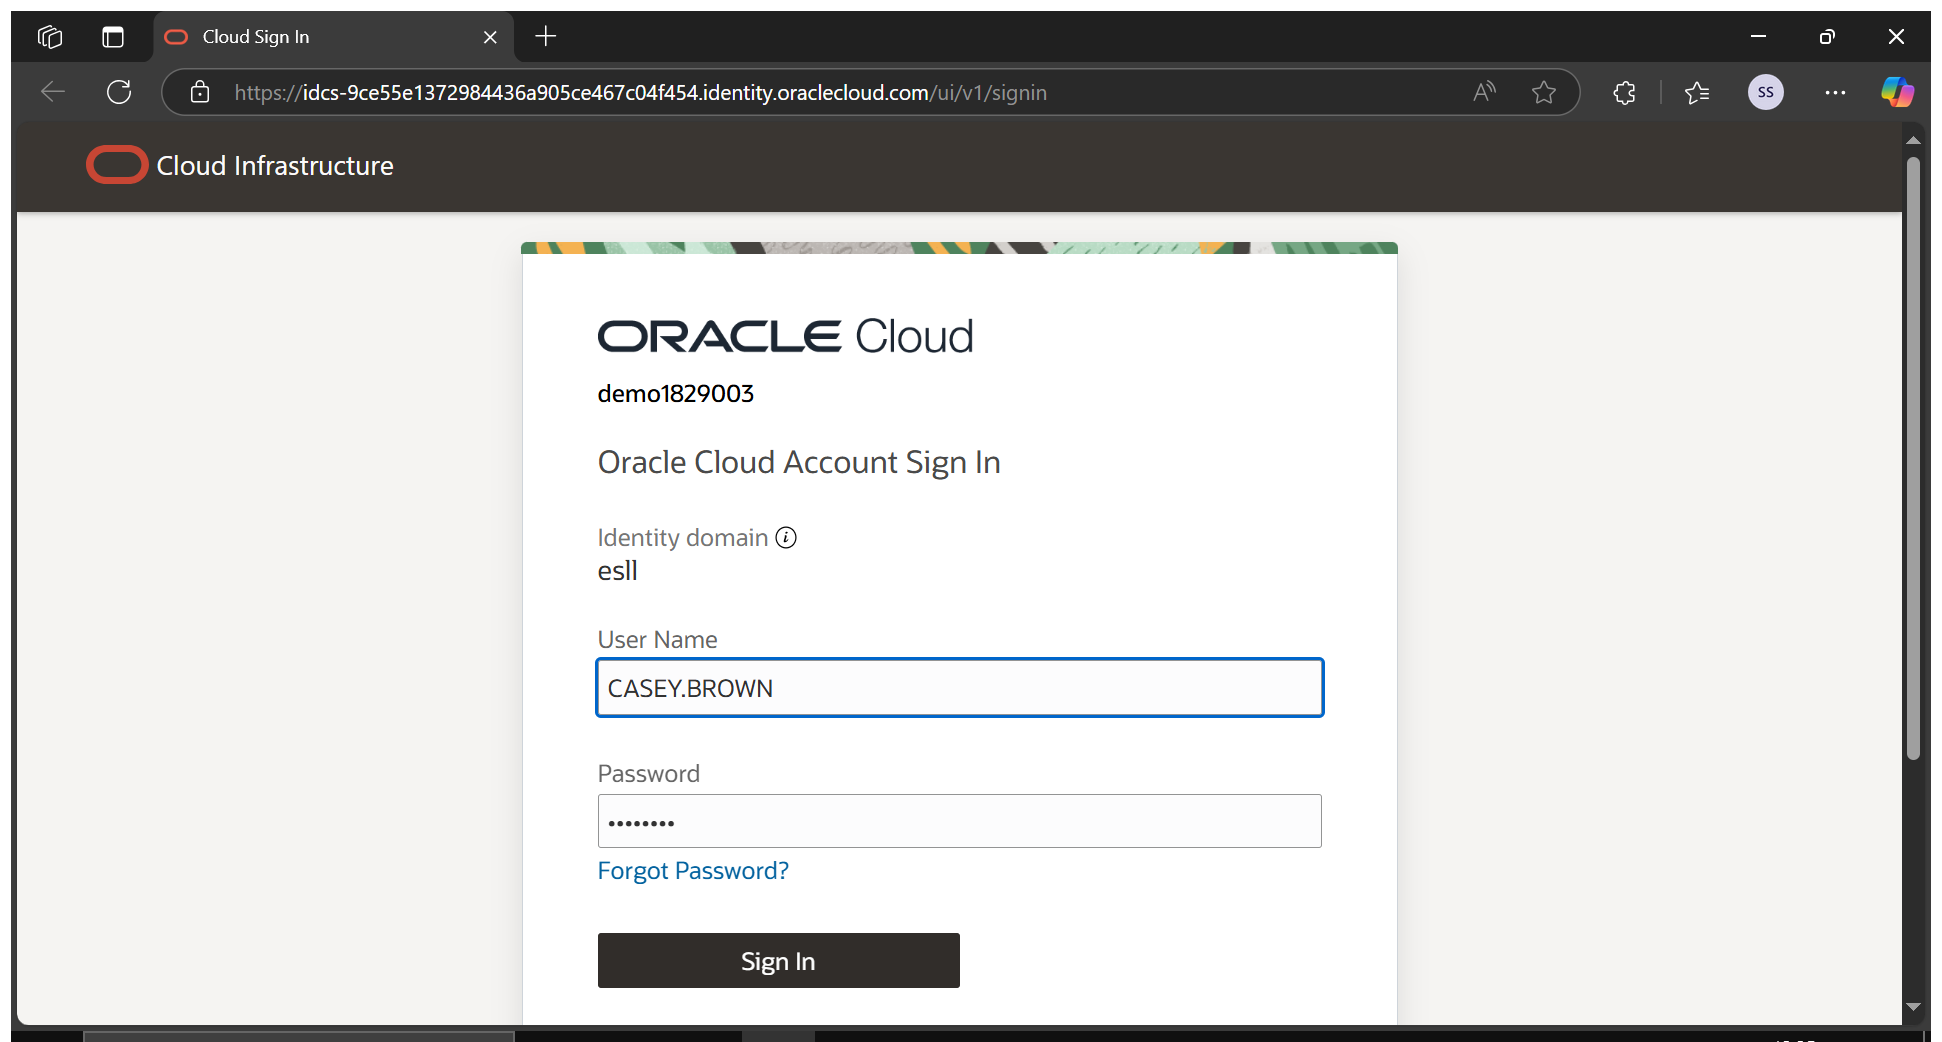 Cloud Sign In
https://idcs-9ce55e1372984436a905ce467c04f454.identity.oraclecloud.com/ui/v1/signin
SS
Cloud Infrastructure
ORACLE Cloud
demo1829003
Oracle Cloud Account Sign In
Identity domain
esll
User Name
CASEY.BROWN
Password
Forgot Password?
Sign In